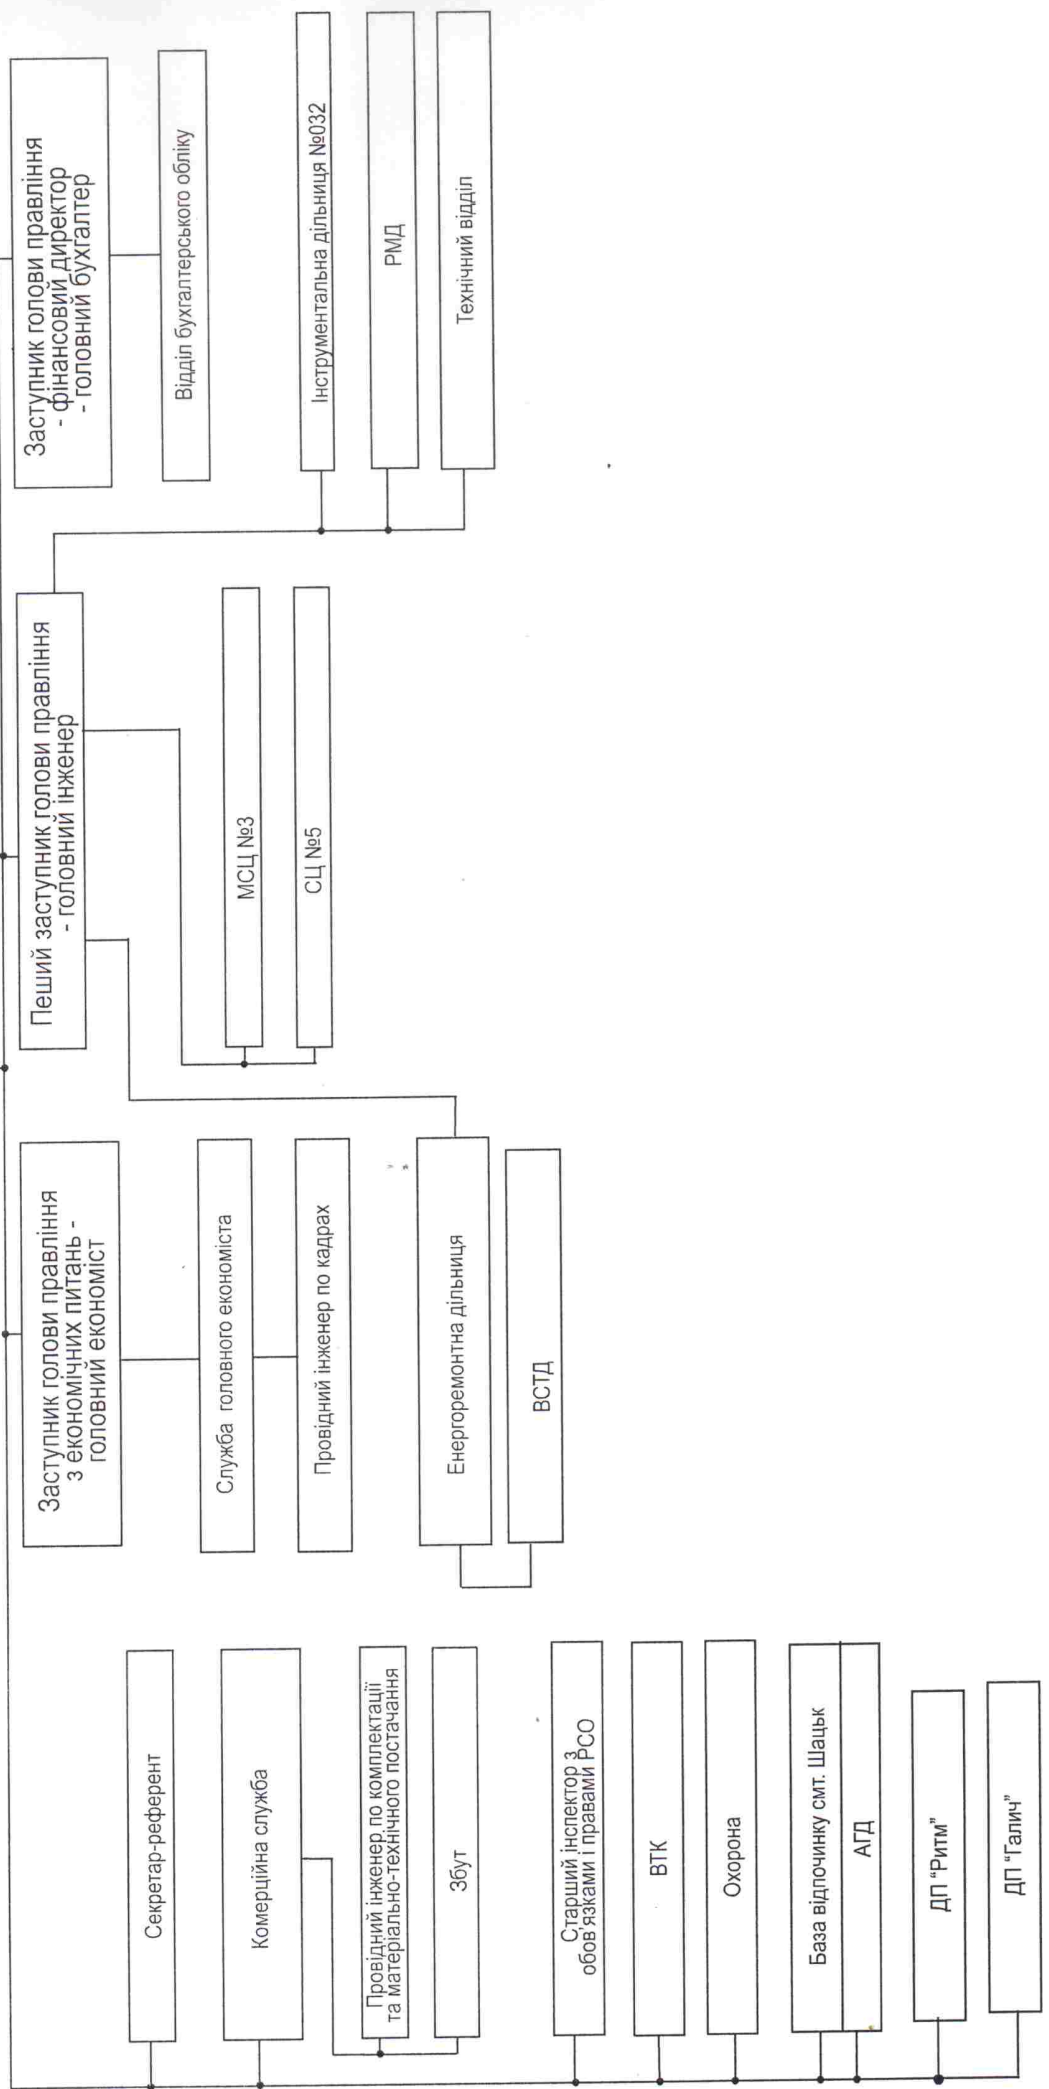 Секретар-референт
Комерційна служба
Провідний інженер по комплектації
та матеріально-технічного постачання
Збут
Старший інспектор з
обов'язками і правами РСО
ВТК
Охорона
База відпочинку смт. Шацьк
АГД
ДП "Ритм"
ДП "Галич"
Заступник голови правління
з економічних питань -
головний економіст
Служба головного економіста
Провідний інженер по кадрах
Енергоремонтна дільниця
ВСТД
Пеший заступник голови правління
- головний інженер
МСЦ №3
СЦ №5
Заступник голови правління
- фінансовий директор
- головний бухгалтер
Відділ бухгалтерського обліку
Інструментальна дільниця №032
РМД
Технічний відділ